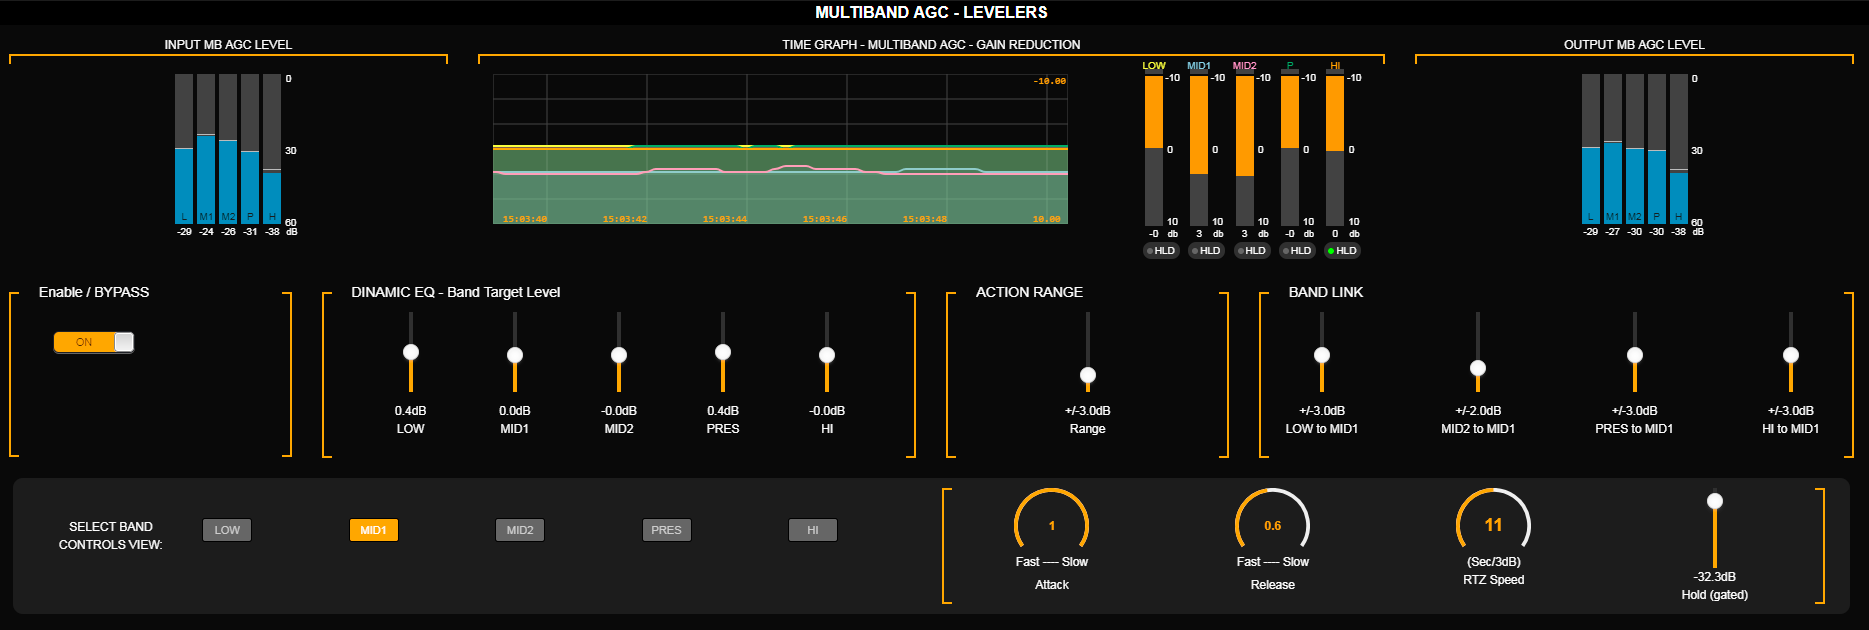 MULTIBAND AGC - LEVELERS
INPUT MB AGC LEVEL
TIME GRAPH - MULTIBAND AGC - GAIN REDUCTION
OUTPUT MB AGC LEVEL
0
30
60
dB
L M1 M2 P H
-29 -24 -26 -31 -38
-10.00
15:03:40 15:03:42 15:03:44 15:03:46 15:03:48 10.00
LOW MID1 MID2 P HI
-10 -10 -10 -10 -10
0 0 0 0 0
10 10 10 10 10
-0 db 3 db 3 db -0 db 0 db
HLD HLD HLD HLD HLD
0
30
60
dB
L M1 M2 P H
-29 -27 -30 -30 -38
Enable / BYPASS
ON
DINAMIC EQ - Band Target Level
0.4dB 0.0dB -0.0dB 0.4dB -0.0dB
LOW MID1 MID2 PRES HI
ACTION RANGE
+/-3.0dB
Range
BAND LINK
+/-3.0dB +/-2.0dB +/-3.0dB +/-3.0dB
LOW to MID1 MID2 to MID1 PRES to MID1 HI to MID1
SELECT BAND
CONTROLS VIEW:
LOW MID1 MID2 PRES HI
1
Fast ---- Slow
Attack
0.6
Fast ---- Slow
Release
11
(Sec/3dB)
RTZ Speed
-32.3dB
Hold (gated)